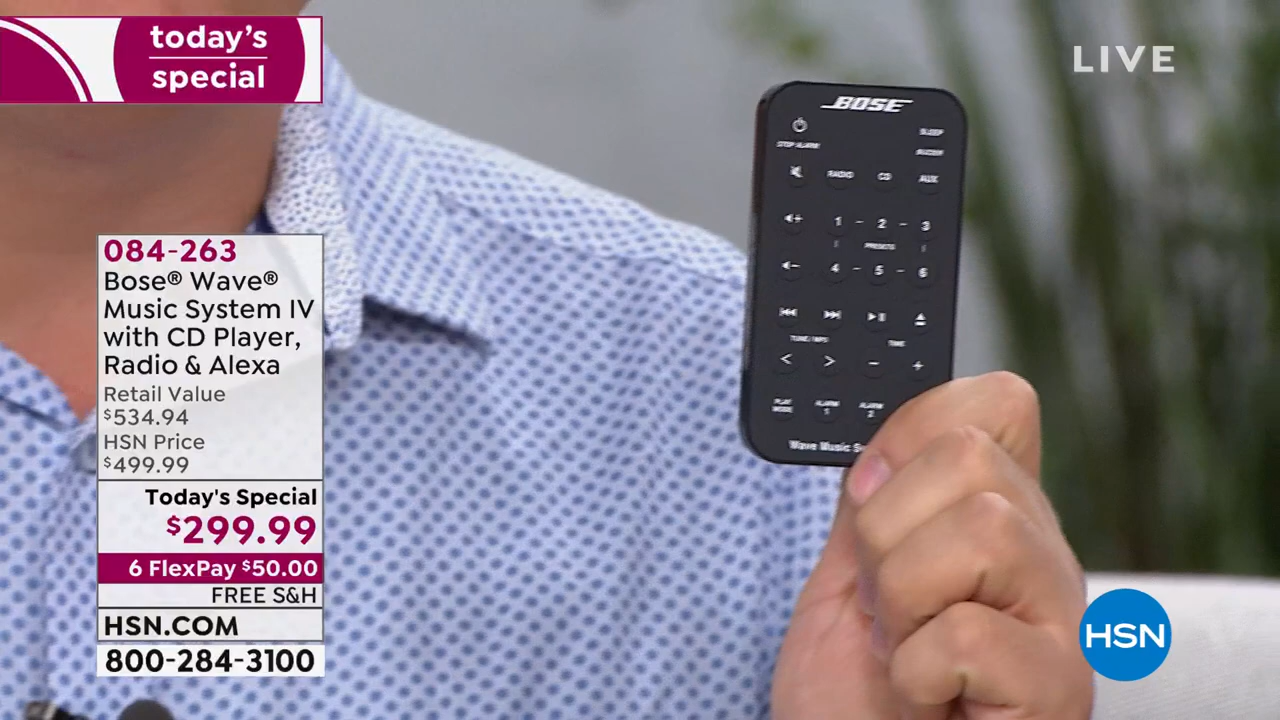 today's
special
LIVE
BOSE
SLEEP
STOP ALARM
RADIO CD AUX
1 - 2 - 3
PRESETS
4 - 5 - 6
TUNE/MP3 TIME
< > - +
PLAY MODE ALARM 1 ALARM 2
Wave Music
084-263
Bose® Wave®
Music System IV
with CD Player,
Radio & Alexa
Retail Value
$534.94
HSN Price
$499.99
Today's Special
$299.99
6 FlexPay $50.00
FREE S&H
HSN.COM
800-284-3100
HSN